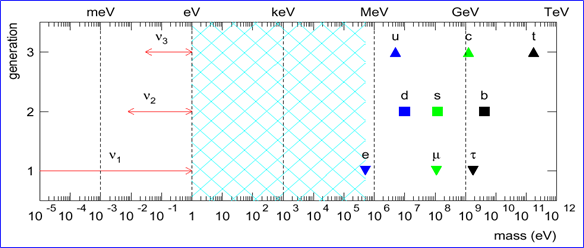 meV eV keV MeV GeV TeV
generation
3 ν3 u c t
2 ν2 d s b
1 ν1 e μ τ
10^-5 10^-4 10^-3 10^-2 10^-1 1 10 10^2 10^3 10^4 10^5 10^6 10^7 10^8 10^9 10^10 10^11 10^12
mass (eV)